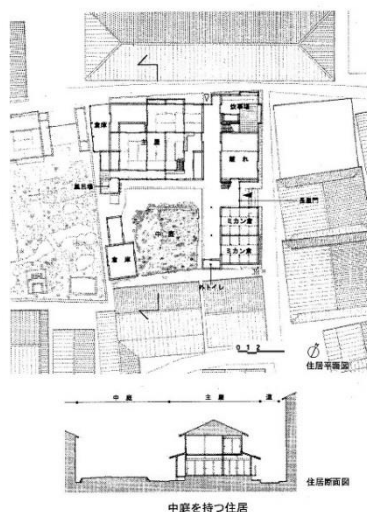 炊事場
倉庫
主屋
離れ
風呂場
長屋門
ミカン倉
中庭
ミカン倉
倉庫
外トイレ
0 1 2
住居平面図
中庭 主屋 道
住居断面図
中庭を持つ住居